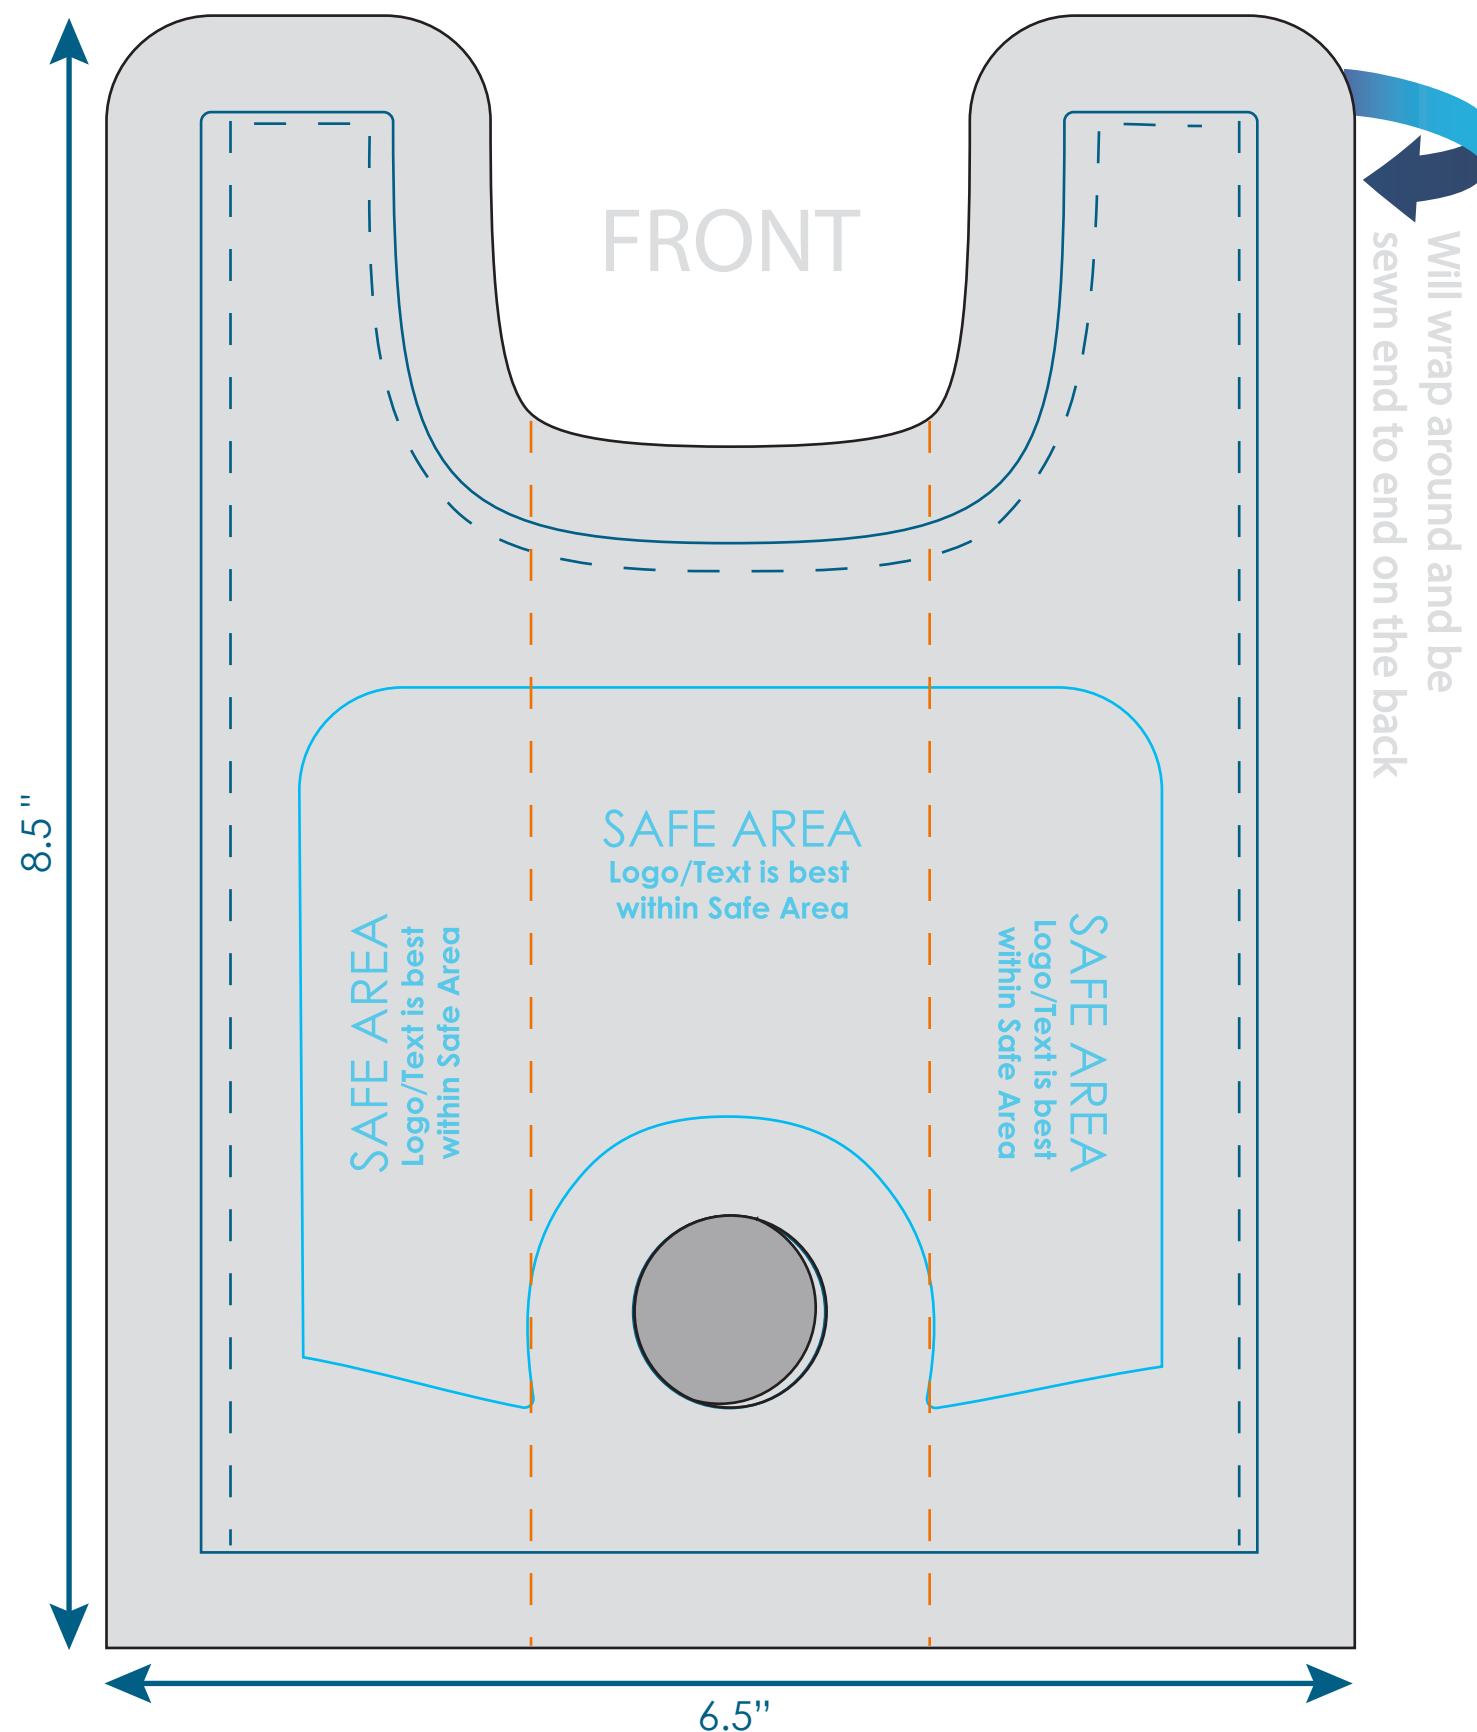 FRONT
Will wrap around and be
sewn end to end on the back
8.5 "
SAFE AREA
Logo/Text is best
within Safe Area
SAFE AREA
Logo/Text is best
within Safe Area
SAFE AREA
Logo/Text is best
within Safe Area
6.5”